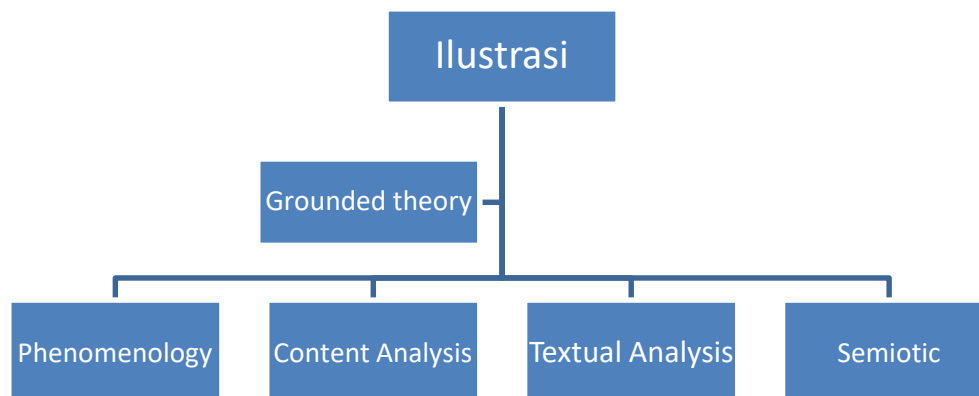 Ilustrasi
Grounded theory
Phenomenology
Content Analysis
Textual Analysis
Semiotic